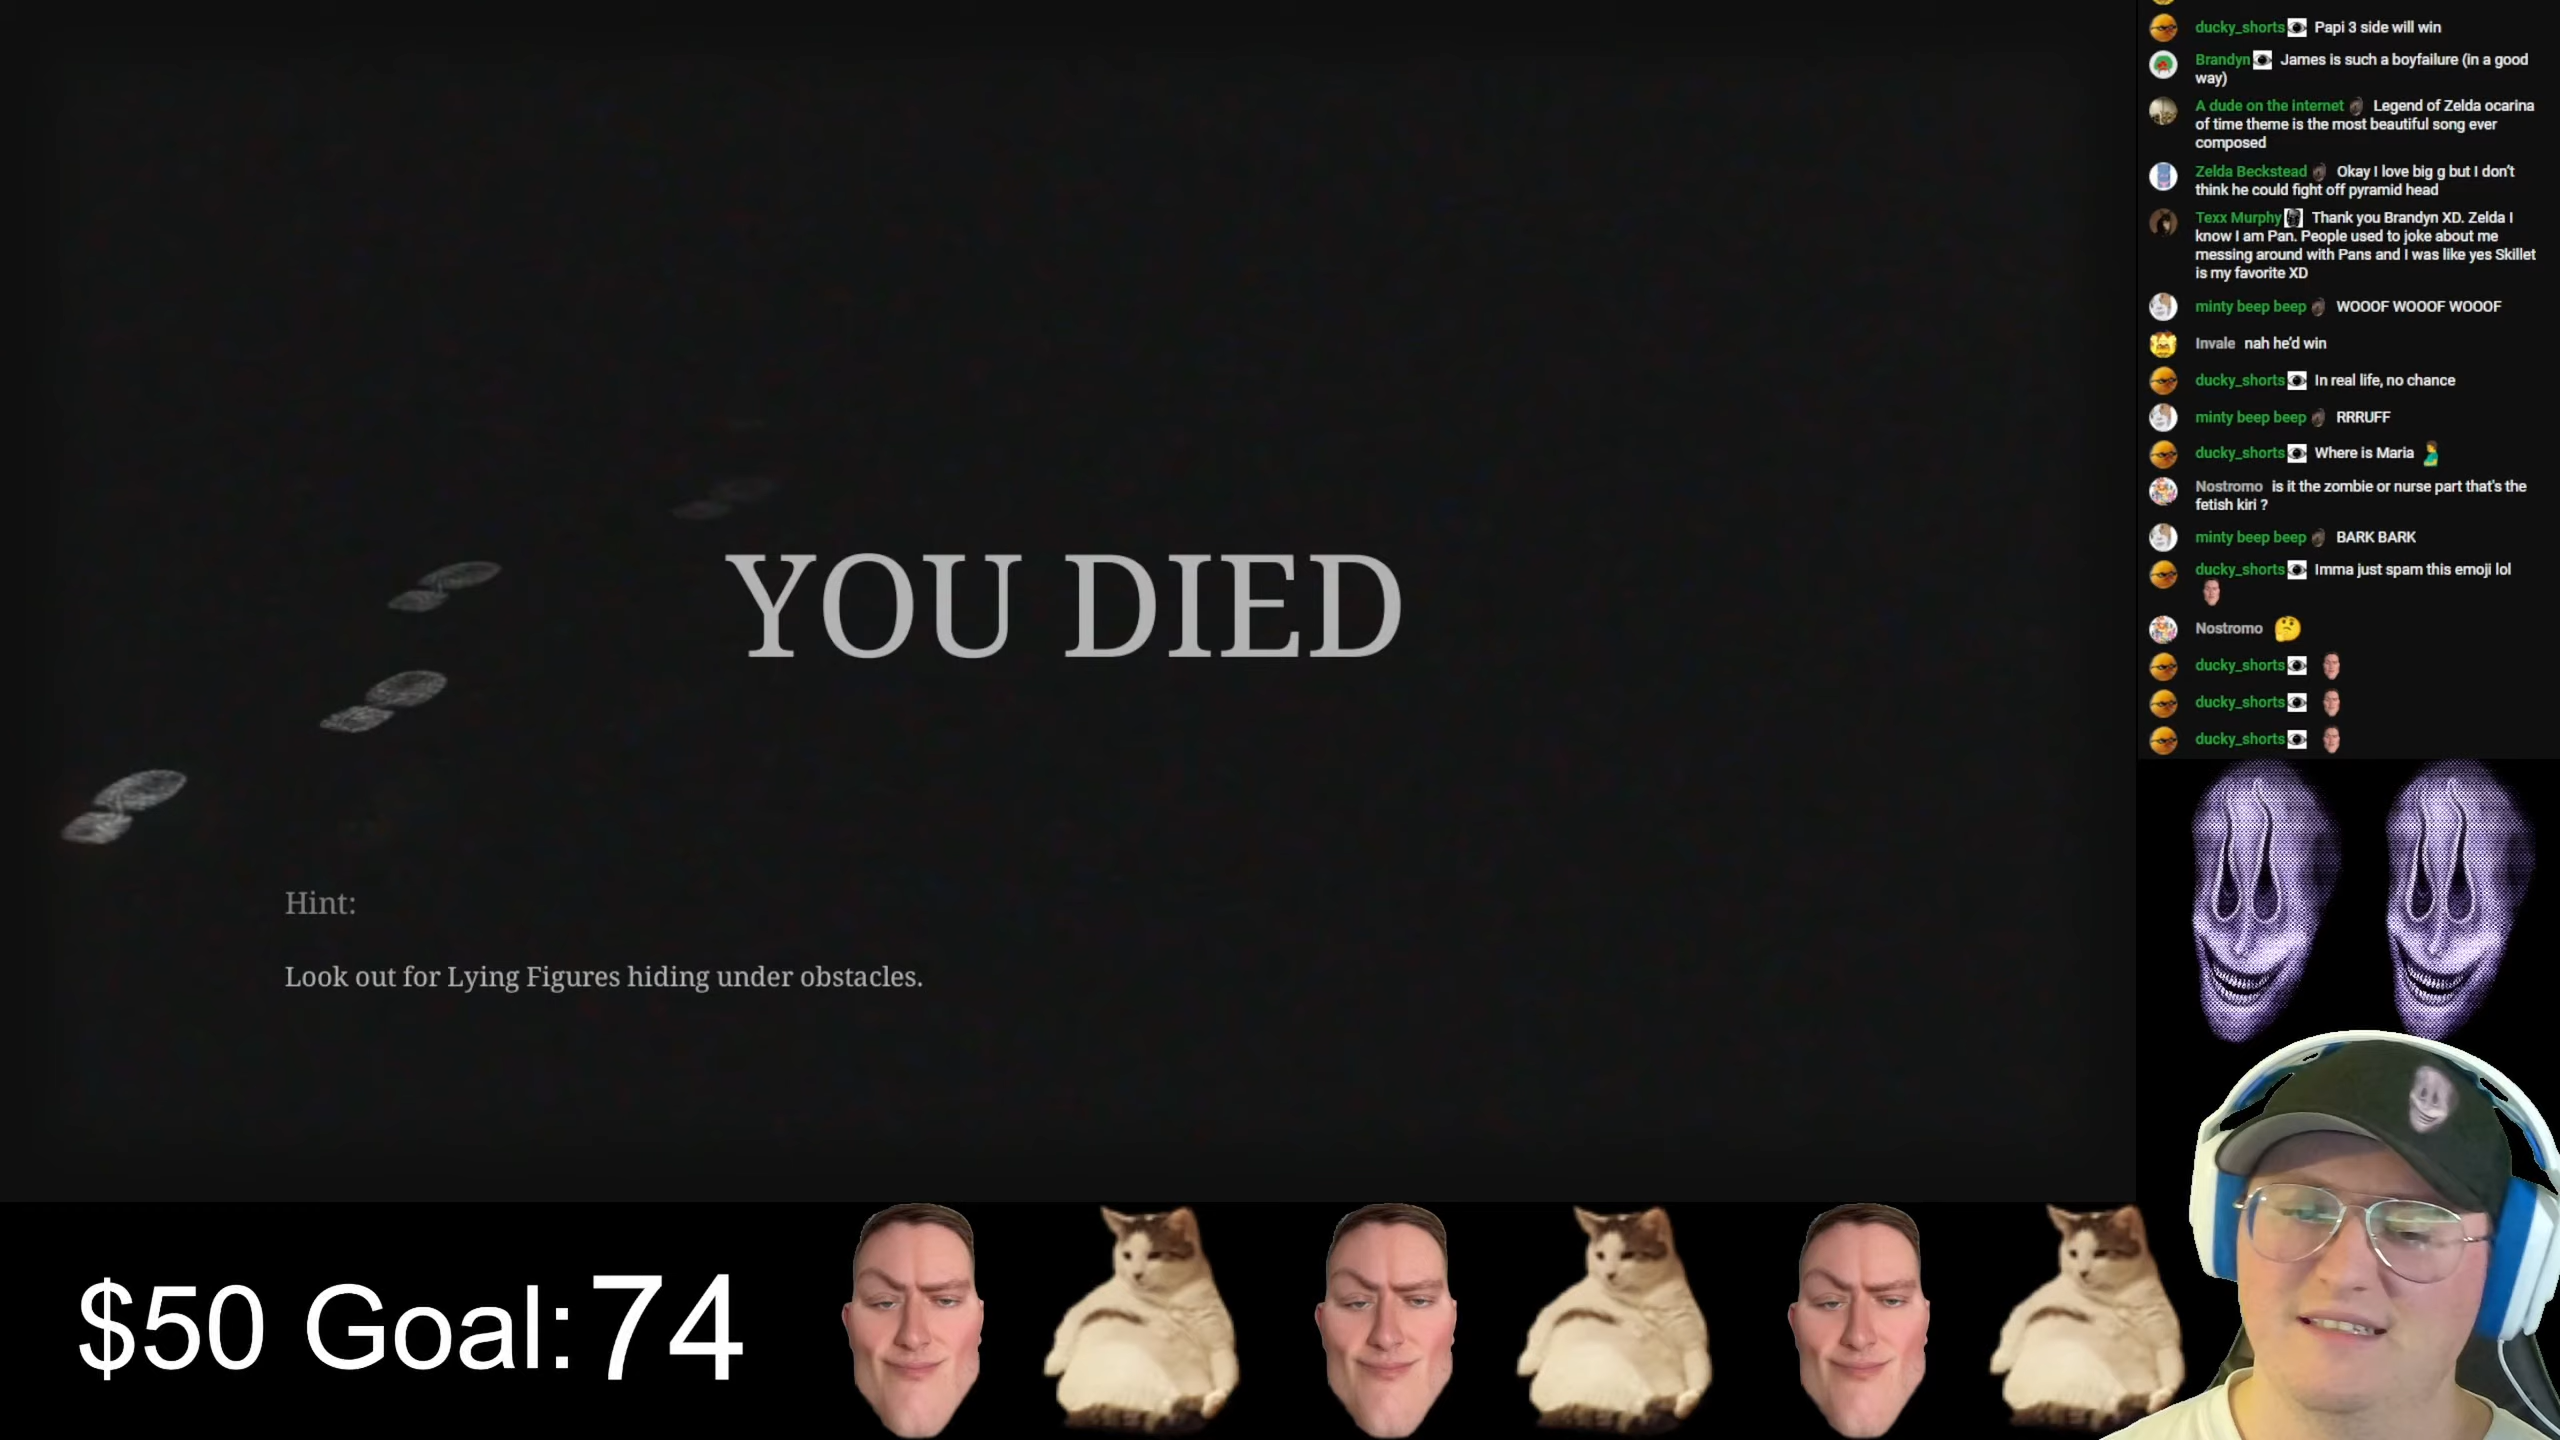 YOU DIED
Hint:
Look out for Lying Figures hiding under obstacles.
$50 Goal: 74
ducky_shorts Papi 3 side will win
Brandyn James is such a boyfailure (in a good
way)
A dude on the internet Legend of Zelda ocarina
of time theme is the most beautiful song ever
composed
Zelda Beckstead Okay I love big g but I don't
think he could fight off pyramid head
Texx Murphy Thank you Brandyn XD. Zelda I
know I am Pan. People used to joke about me
messing around with Pans and I was like yes Skillet
is my favorite XD
minty beep beep WOOOF WOOOF WOOOF
Invale nah he'd win
ducky_shorts In real life, no chance
minty beep beep RRRUFF
ducky_shorts Where is Maria 🫃
Nostromo is it the zombie or nurse part that's the
fetish kiri ?
minty beep beep BARK BARK
ducky_shorts Imma just spam this emoji lol
Nostromo 🤔
ducky_shorts
ducky_shorts
ducky_shorts